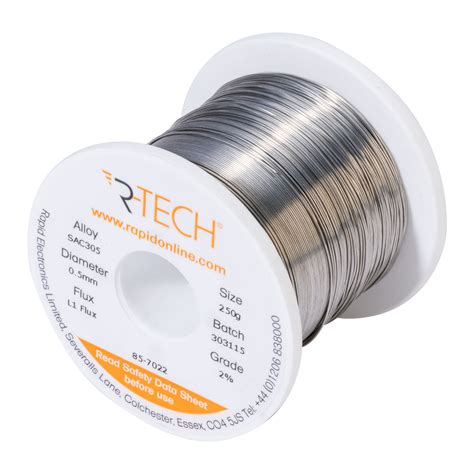 R-TECH®
www.rapidonline.com
Alloy
SAC305
Diameter
0.5mm
Flux
L1 Flux
Size
250g
Batch
303115
Grade
2%
85-7022
Read Safety Data Sheet
before use
Rapid Electronics Limited, Severalls Lane, Colchester, Essex, CO4 5JS Tel: +44 (0)1206 838000